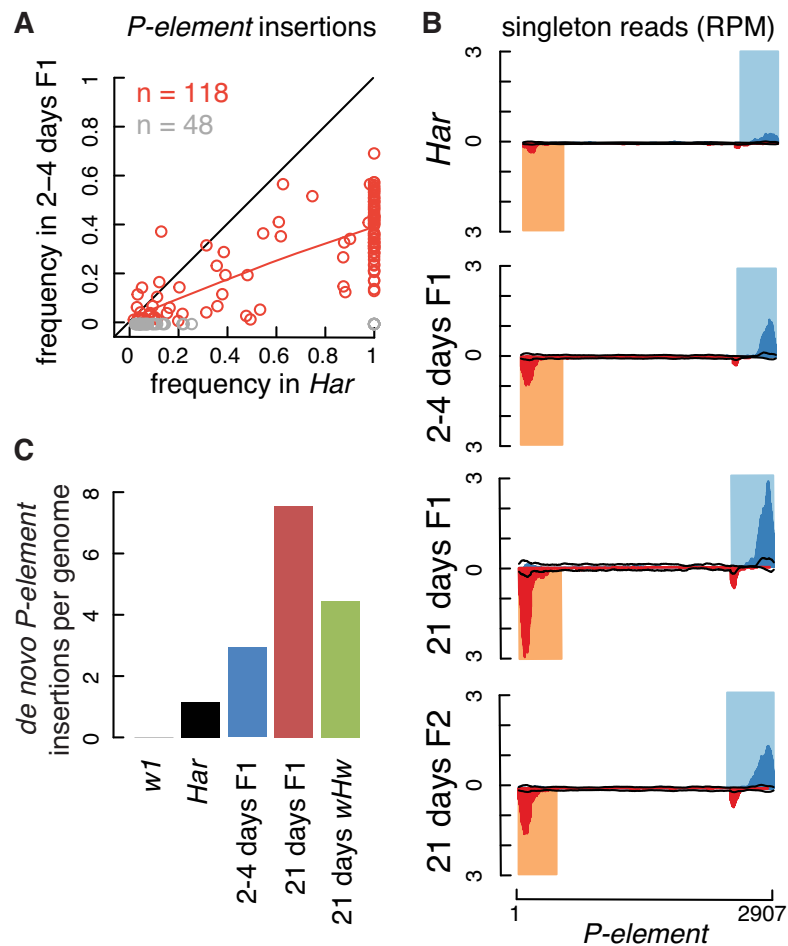 A
P-element insertions
n = 118
n = 48
frequency in 2–4 days F1
0
0.2
0.4
0.6
0.8
1
0
0.2
0.4
0.6
0.8
1
frequency in Har
B
singleton reads (RPM)
Har
3
0
3
2-4 days F1
3
0
3
21 days F1
3
0
3
21 days F2
3
0
3
1
2907
P-element
C
de novo P-element
insertions per genome
0
2
4
6
8
w1
Har
2-4 days F1
21 days F1
21 days wHw